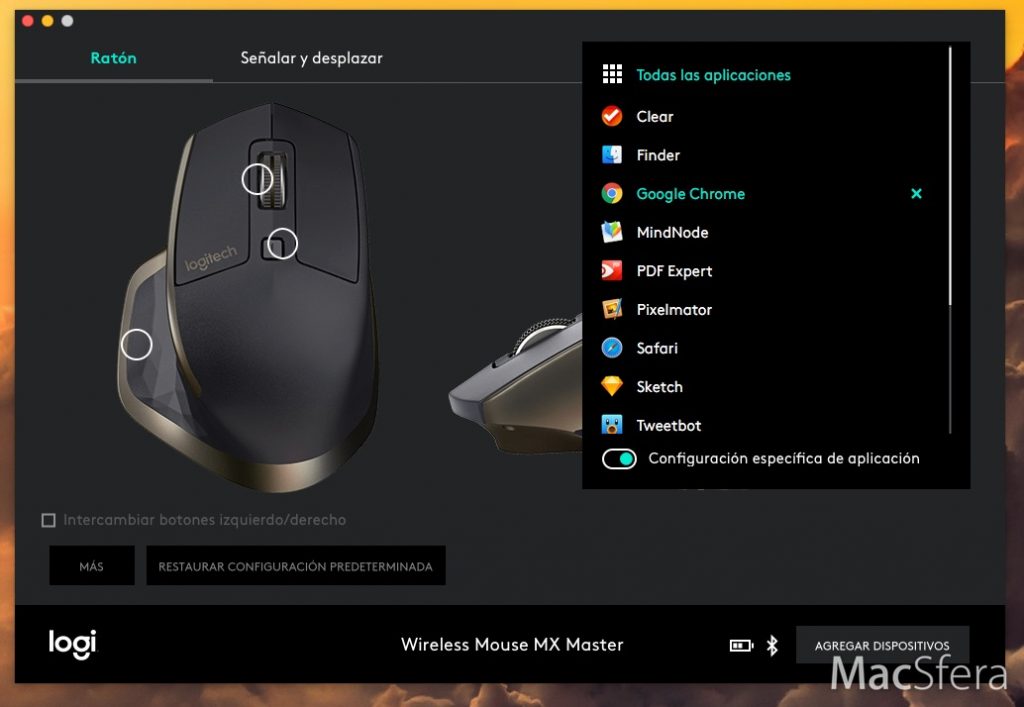 Ratón
Señalar y desplazar
Todas las aplicaciones
Clear
Finder
Google Chrome
MindNode
PDF Expert
Pixelmator
Safari
Sketch
Tweetbot
Configuración específica de aplicación
logitech
Intercambiar botones izquierdo/derecho
MÁS
RESTAURAR CONFIGURACIÓN PREDETERMINADA
logi
Wireless Mouse MX Master
AGREGAR DISPOSITIVOS
MacSfera